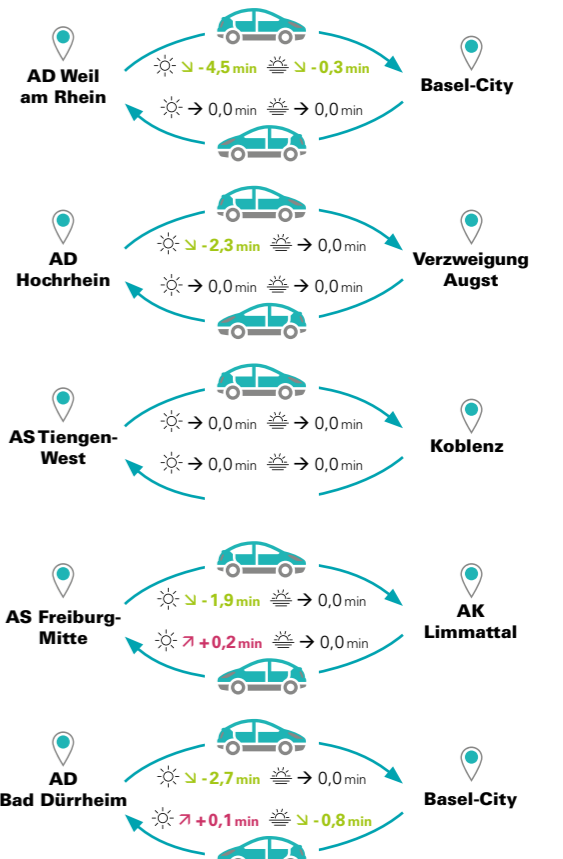 AD Weil
am Rhein
↘ -4,5 min ↘ -0,3 min
→ 0,0 min → 0,0 min
Basel-City
AD
Hochrhein
↘ -2,3 min → 0,0 min
→ 0,0 min → 0,0 min
Verzweigung
Augst
AS Tiengen-
West
→ 0,0 min → 0,0 min
→ 0,0 min → 0,0 min
Koblenz
AS Freiburg-
Mitte
↘ -1,9 min → 0,0 min
↗ +0,2 min → 0,0 min
AK
Limmattal
AD
Bad Dürrheim
↘ -2,7 min → 0,0 min
↗ +0,1 min ↘ -0,8 min
Basel-City